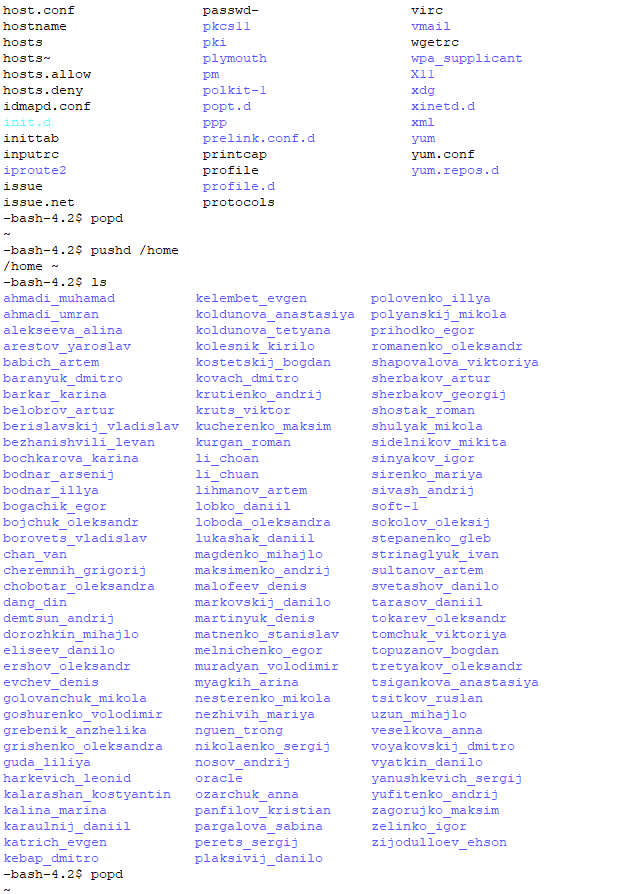 host.conf passwd- virc
hostname pkcs11 vmail
hosts pki wgetrc
hosts~ plymouth wpa_supplicant
hosts.allow pm X11
hosts.deny polkit-1 xdg
idmapd.conf popt.d xinetd.d
init.d ppp xml
inittab prelink.conf.d yum
inputrc printcap yum.conf
iproute2 profile yum.repos.d
issue profile.d
issue.net protocols
-bash-4.2$ popd
~
-bash-4.2$ pushd /home
/home ~
-bash-4.2$ ls
ahmadi_muhamad kelembet_evgen polovenko_illya
ahmadi_umran koldunova_anastasiya polyanskij_mikola
alekseeva_alina koldunova_tetyana prihodko_egor
arestov_yaroslav kolesnik_kirilo romanenko_oleksandr
babich_artem kostetskij_bogdan shapovalova_viktoriya
baranyuk_dmitro kovach_dmitro sherbakov_artur
barkar_karina krutienko_andrij sherbakov_georgij
belobrov_artur kruts_viktor shostak_roman
berislavskij_vladislav kucherenko_maksim shulyak_mikola
bezhanishvili_levan kurgan_roman sidelnikov_mikita
bochkarova_karina li_choan sinyakov_igor
bodnar_arsenij li_chuan sirenko_mariya
bodnar_illya lihmanov_artem sivash_andrij
bogachik_egor lobko_daniil soft-1
bojchuk_oleksandr loboda_oleksandra sokolov_oleksij
borovets_vladislav lukashak_daniil stepanenko_gleb
chan_van magdenko_mihajlo strinaglyuk_ivan
cheremnih_grigorij maksimenko_andrij sultanov_artem
chobotar_oleksandra malofeev_denis svetashov_danilo
dang_din markovskij_danilo tarasov_daniil
demtsun_andrij martinyuk_denis tokarev_oleksandr
dorozhkin_mihajlo matnenko_stanislav tomchuk_viktoriya
eliseev_danilo melnichenko_egor topuzanov_bogdan
ershov_oleksandr muradyan_volodimir tretyakov_oleksandr
evchev_denis myagkih_arina tsigankova_anastasiya
golovanchuk_mikola nesterenko_mikola tsitkov_ruslan
goshurenko_volodimir nezhivih_mariya uzun_mihajlo
grebenik_anzhelika nguen_trong veselkova_anna
grishenko_oleksandra nikolaenko_sergij voyakovskij_dmitro
guda_liliya nosov_andrij vyatkin_danilo
harkevich_leonid oracle yanushkevich_sergij
kalarashan_kostyantin ozarchuk_anna yufitenko_andrij
kalina_marina panfilov_kristian zagorujko_maksim
karaulnij_daniil pargalova_sabina zelinko_igor
katrich_evgen perets_sergij zijodulloev_ehson
kebap_dmitro plaksivij_danilo
-bash-4.2$ popd
~